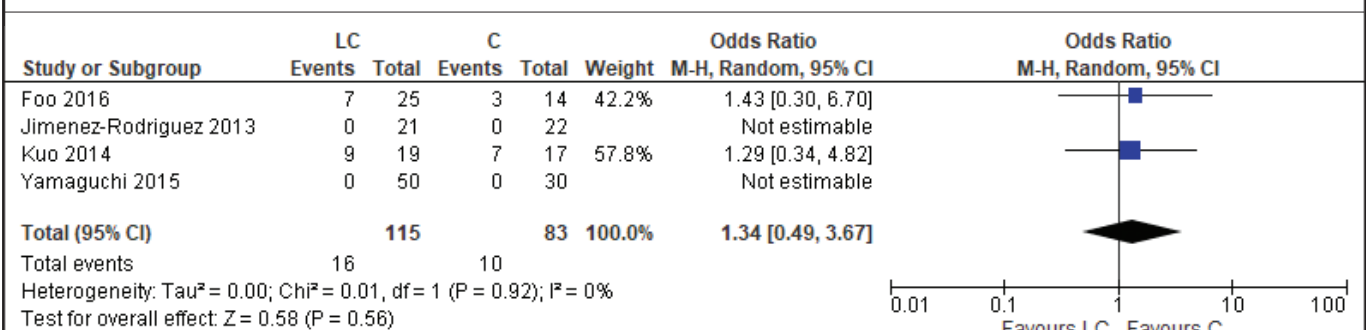 LC C Odds Ratio Odds Ratio
Study or Subgroup Events Total Events Total Weight M-H, Random, 95% CI M-H, Random, 95% CI
Foo 2016 7 25 3 14 42.2% 1.43 [0.30, 6.70]
Jimenez-Rodriguez 2013 0 21 0 22 Not estimable
Kuo 2014 9 19 7 17 57.8% 1.29 [0.34, 4.82]
Yamaguchi 2015 0 50 0 30 Not estimable
Total (95% CI) 115 83 100.0% 1.34 [0.49, 3.67]
Total events 16 10
Heterogeneity: Tau² = 0.00; Chi² = 0.01, df = 1 (P = 0.92); I² = 0%
Test for overall effect: Z = 0.58 (P = 0.56)
0.01 0.1 1 10 100
Favours LC Favours C